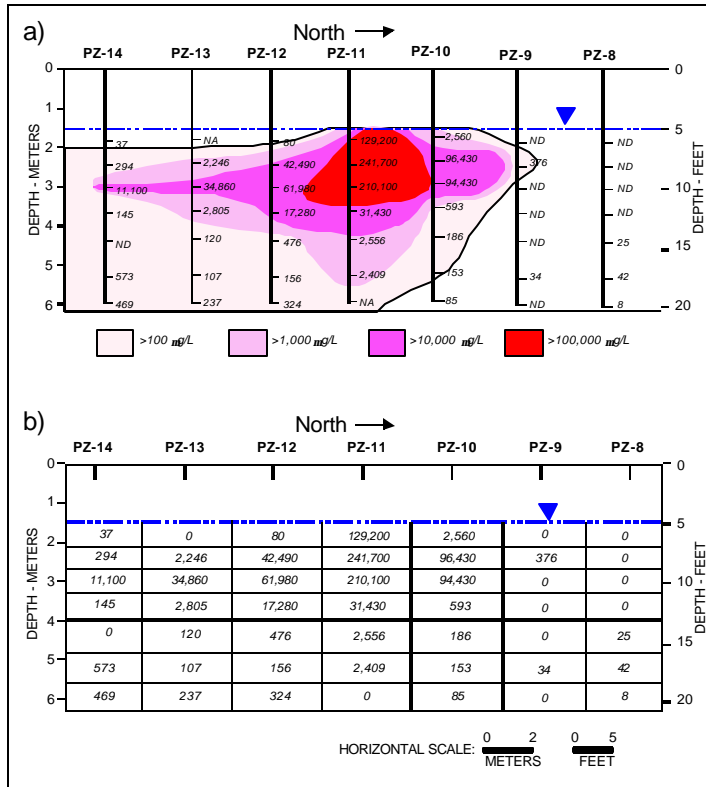 a)
North
PZ-14 PZ-13 PZ-12 PZ-11 PZ-10 PZ-9 PZ-8
DEPTH - METERS
0
1
2
3
4
5
6
DEPTH - FEET
0
5
10
15
20
37 NA 80 129,200 2,560 ND ND
294 2,246 42,490 241,700 96,430 376 ND
11,100 34,860 61,980 210,100 94,430 ND ND
145 2,805 17,280 31,430 593 ND ND
ND 120 476 2,556 186 ND 25
573 107 156 2,409 153 34 42
469 237 324 NA 85 ND 8
>100 mg/L >1,000 mg/L >10,000 mg/L >100,000 mg/L
b)
North
PZ-14 PZ-13 PZ-12 PZ-11 PZ-10 PZ-9 PZ-8
DEPTH - METERS
0
1
2
3
4
5
6
DEPTH - FEET
0
5
10
15
20
37 0 80 129,200 2,560 0 0
294 2,246 42,490 241,700 96,430 376 0
11,100 34,860 61,980 210,100 94,430 0 0
145 2,805 17,280 31,430 593 0 0
0 120 476 2,556 186 0 25
573 107 156 2,409 153 34 42
469 237 324 0 85 0 8
HORIZONTAL SCALE: 0 2 METERS 0 5 FEET